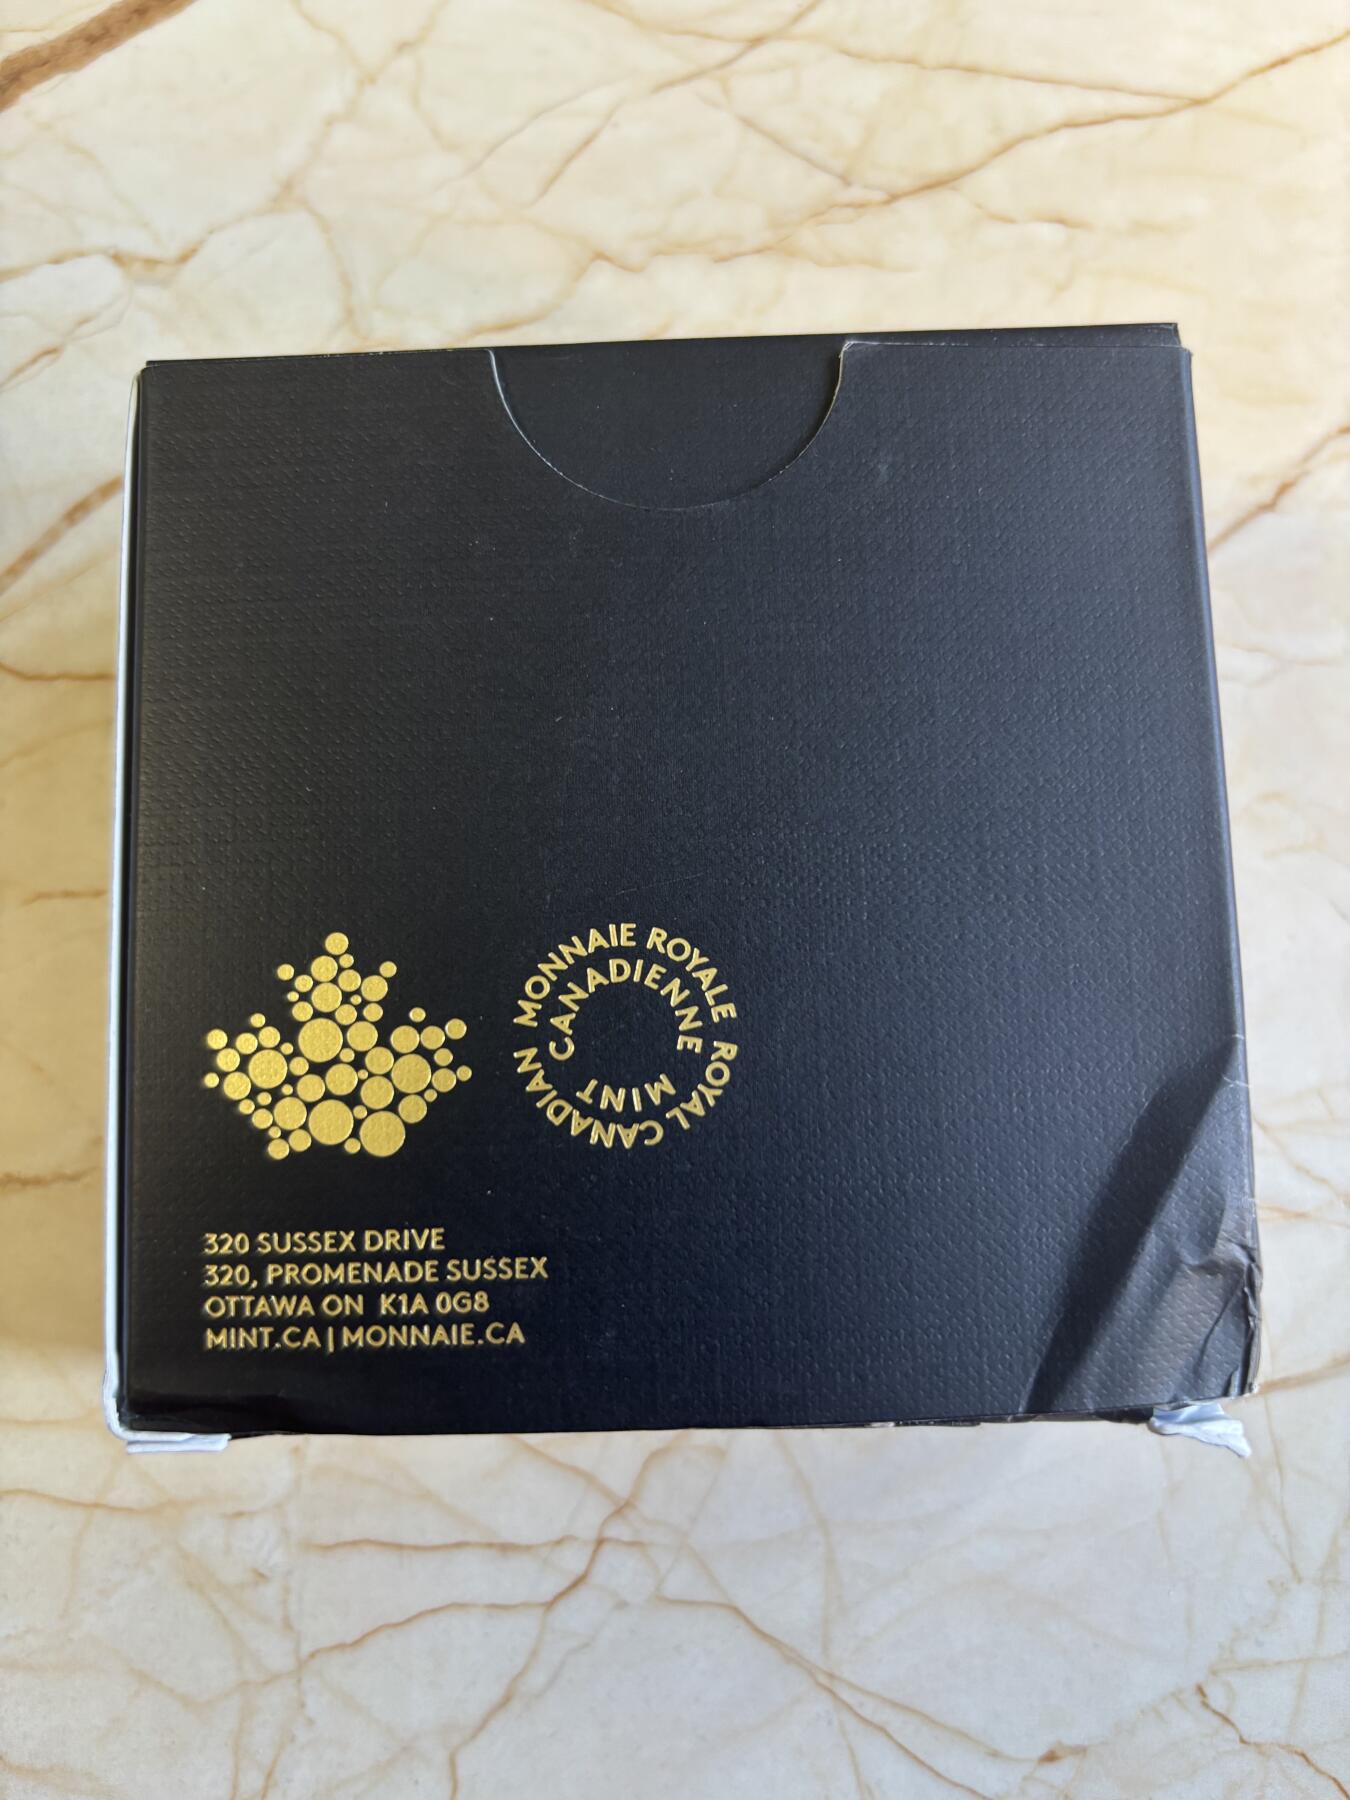 MONNAIE ROYALE
CANADIENNE
ROYAL CANADIAN
MINT
320 SUSSEX DRIVE
320, PROMENADE SUSSEX
OTTAWA ON K1A 0G8
MINT.CA | MONNAIE.CA